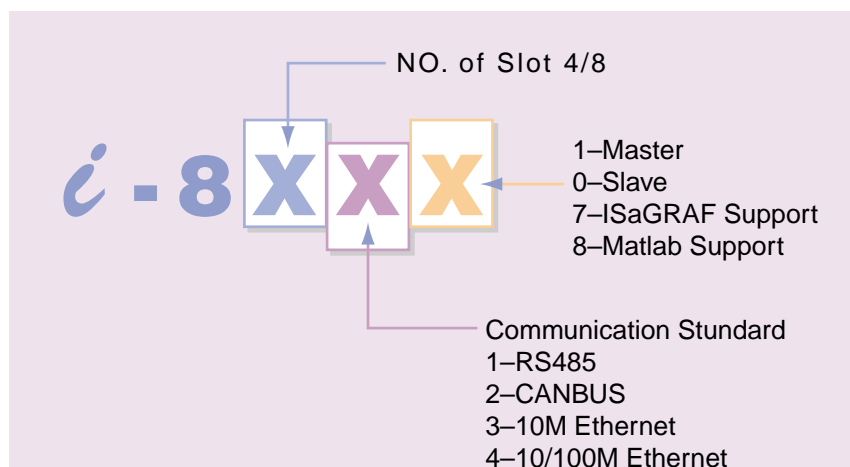 NO. of Slot 4/8
i-8XXX
1–Master
0–Slave
7–ISaGRAF Support
8–Matlab Support
Communication Stundard
1–RS485
2–CANBUS
3–10M Ethernet
4–10/100M Ethernet